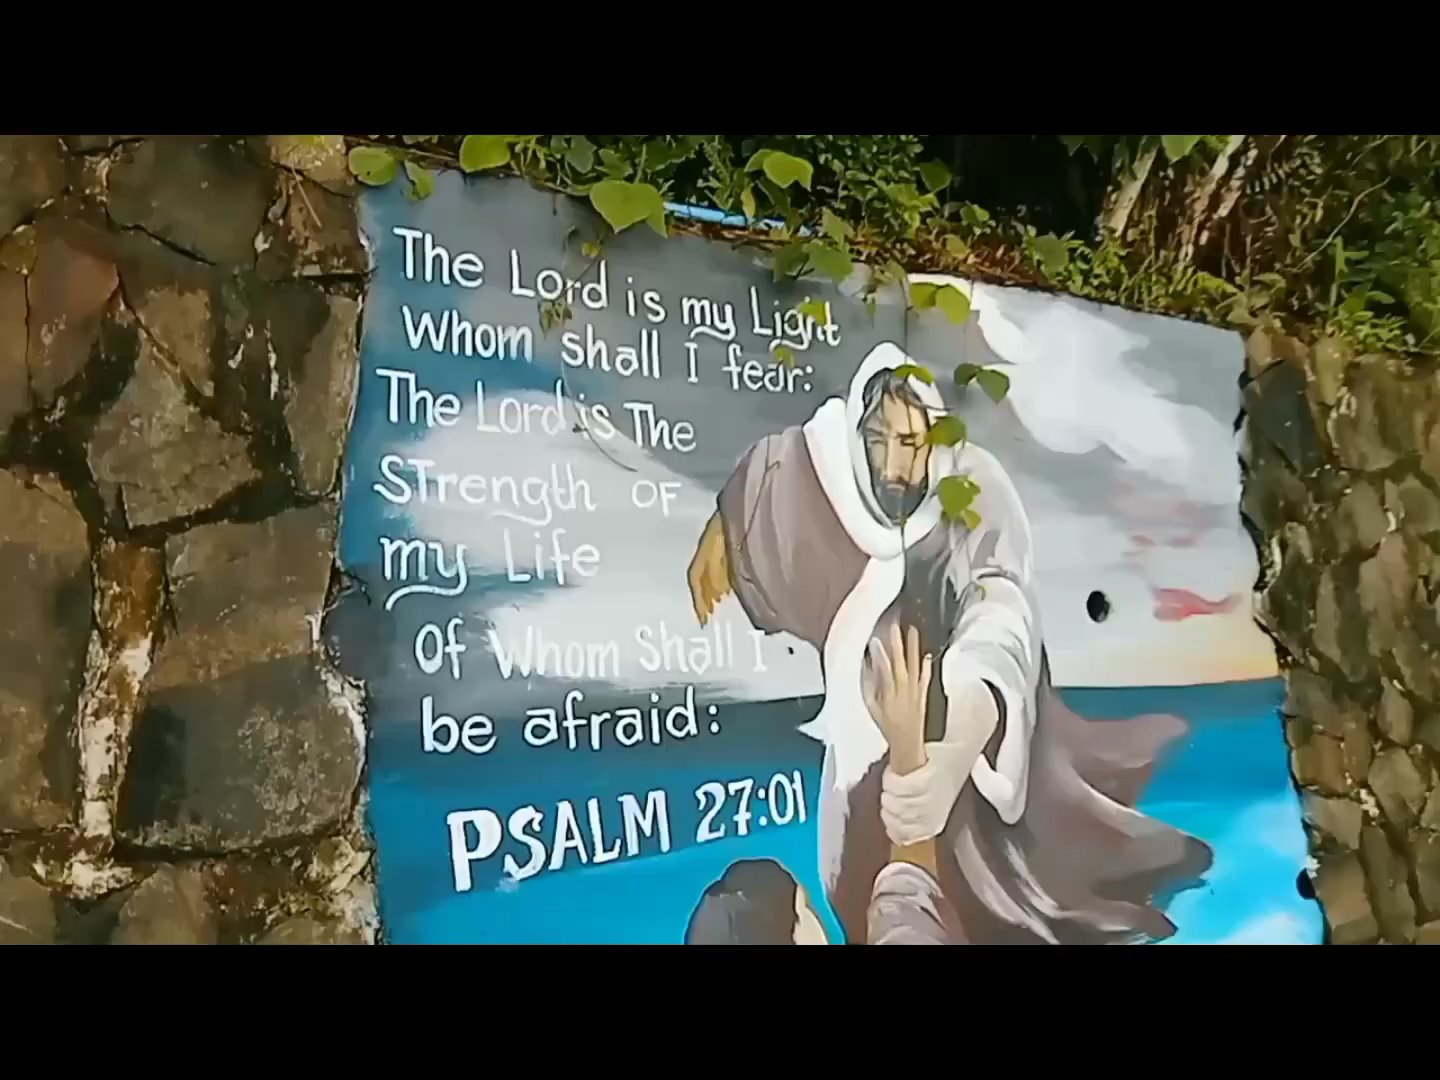 The Lord is my Light
Whom shall I fear:
The Lord is The
STrength OF
my Life
Of Whom Shall I
be afraid:
PSALM 27:01